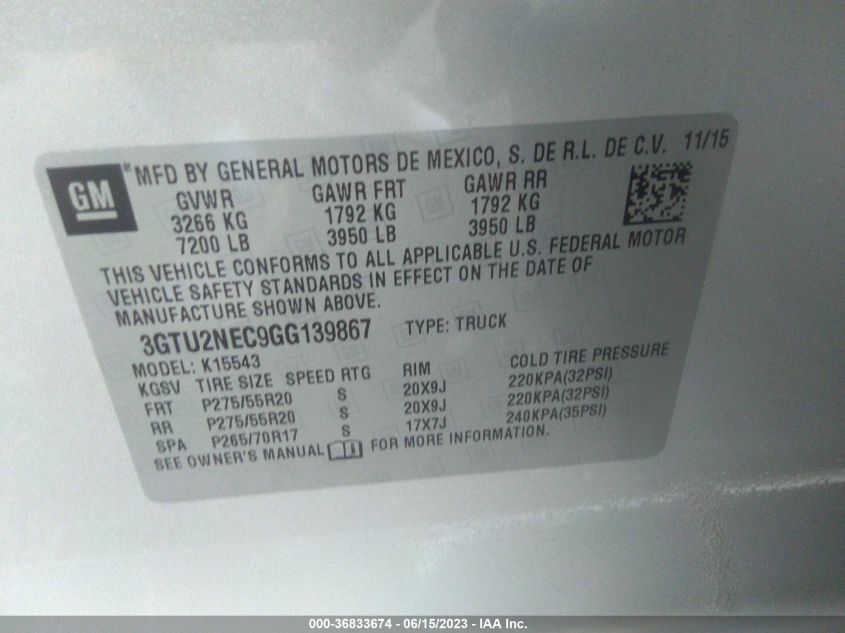 GM
MFD BY GENERAL MOTORS DE MEXICO, S. DE R.L. DE C.V. 11/15
GVWR GAWR FRT GAWR RR
3266 KG 1792 KG 1792 KG
7200 LB 3950 LB 3950 LB
THIS VEHICLE CONFORMS TO ALL APPLICABLE U.S. FEDERAL MOTOR
VEHICLE SAFETY STANDARDS IN EFFECT ON THE DATE OF
MANUFACTURE SHOWN ABOVE.
3GTU2NEC9GG139867 TYPE: TRUCK
MODEL: K15543
KGSV TIRE SIZE SPEED RTG RIM COLD TIRE PRESSURE
FRT P275/55R20 S 20X9J 220KPA(32PSI)
RR P275/55R20 S 20X9J 220KPA(32PSI)
SPA P265/70R17 S 17X7J 240KPA(35PSI)
SEE OWNER'S MANUAL FOR MORE INFORMATION.
000-36833674 - 06/15/2023 - IAA Inc.